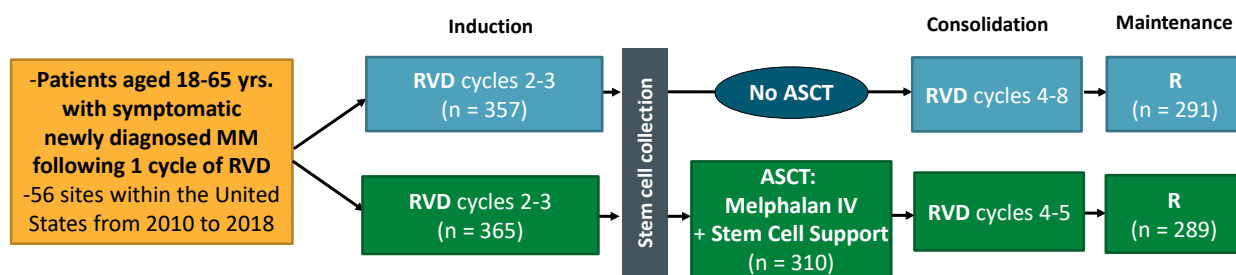 Induction
Consolidation
Maintenance
-Patients aged 18-65 yrs.
with symptomatic
newly diagnosed MM
following 1 cycle of RVD
-56 sites within the United
States from 2010 to 2018
RVD cycles 2-3
(n = 357)
Stem cell collection
No ASCT
RVD cycles 4-8
R
(n = 291)
RVD cycles 2-3
(n = 365)
ASCT:
Melphalan IV
+ Stem Cell Support
(n = 310)
RVD cycles 4-5
R
(n = 289)